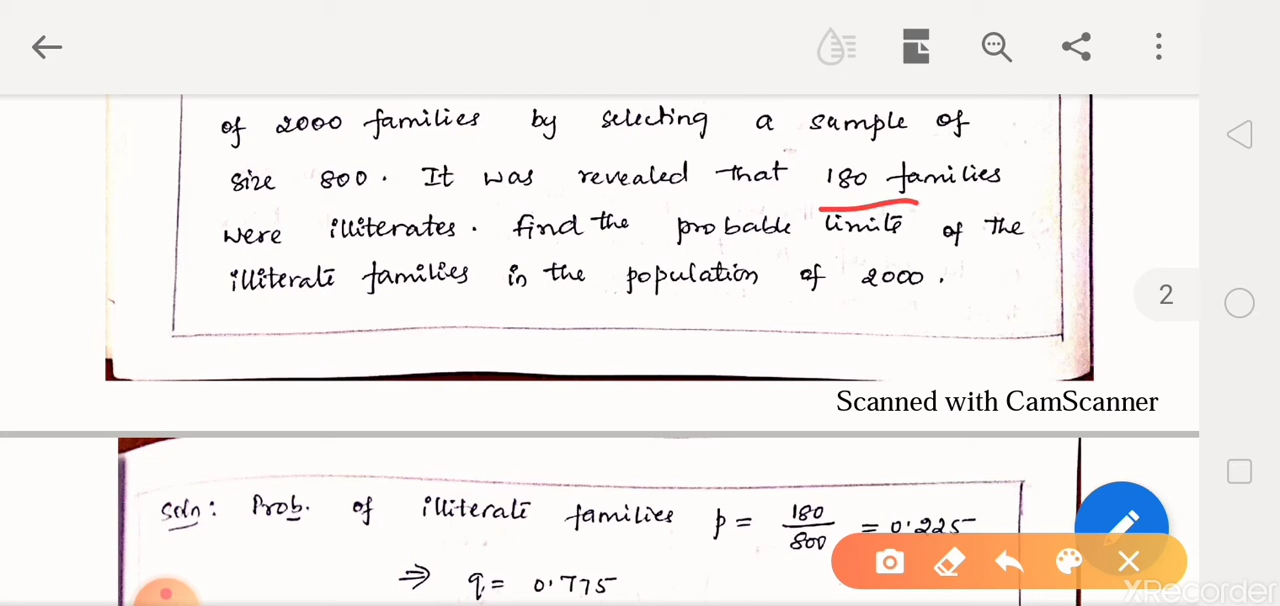 of 2000 families by selecting a sample of
size 800. It was revealed that 180 families
were illiterates. find the probable limits of the
illiterate families in the population of 2000.
2
Scanned with CamScanner
Soln: Prob. of illiterate families p = 180/800 = 0.225
⇒ q = 0.775
XRecorder